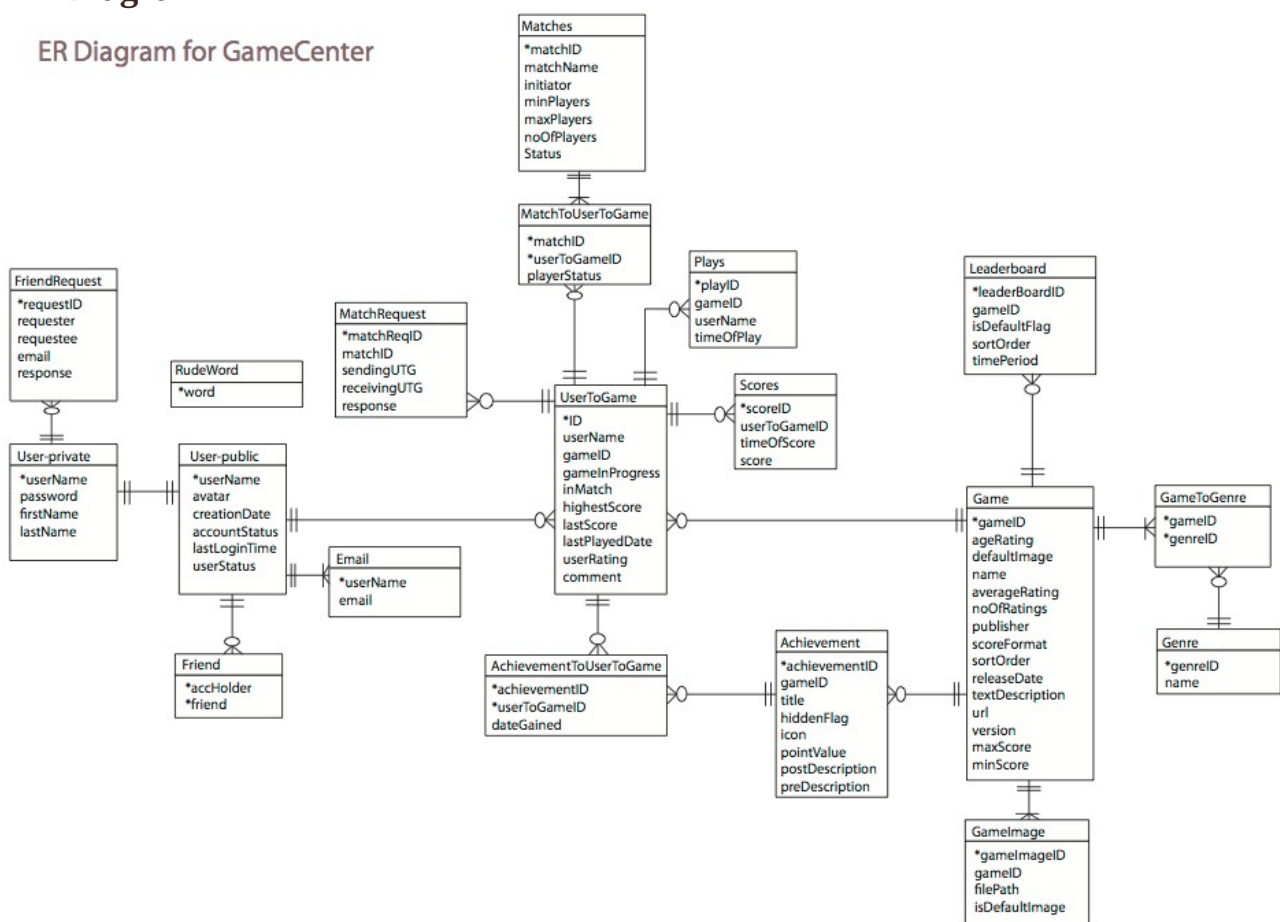 ER Diagram for GameCenter
Matches
*matchID
matchName
initiator
minPlayers
maxPlayers
noOfPlayers
Status
MatchToUserToGame
*matchID
*userToGameID
playerStatus
Plays
*playID
gameID
userName
timeOfPlay
Leaderboard
*leaderBoardID
gameID
isDefaultFlag
sortOrder
timePeriod
FriendRequest
*requestID
requester
requestee
email
response
MatchRequest
*matchReqID
matchID
sendingUTG
receivingUTG
response
RudeWord
*word
UserToGame
*ID
userName
gameID
gameInProgress
inMatch
highestScore
lastScore
lastPlayedDate
userRating
comment
Scores
*scoreID
userToGameID
timeOfScore
score
User-private
*userName
password
firstName
lastName
User-public
*userName
avatar
creationDate
accountStatus
lastLoginTime
userStatus
Email
*userName
email
Game
*gameID
ageRating
defaultImage
name
averageRating
noOfRatings
publisher
scoreFormat
sortOrder
releaseDate
textDescription
url
version
maxScore
minScore
GameToGenre
*gameID
*genreID
Genre
*genreID
name
Friend
*accHolder
*friend
AchievementToUserToGame
*achievementID
*userToGameID
dateGained
Achievement
*achievementID
gameID
title
hiddenFlag
icon
pointValue
postDescription
preDescription
GameImage
*gameImageID
gameID
filePath
isDefaultImage